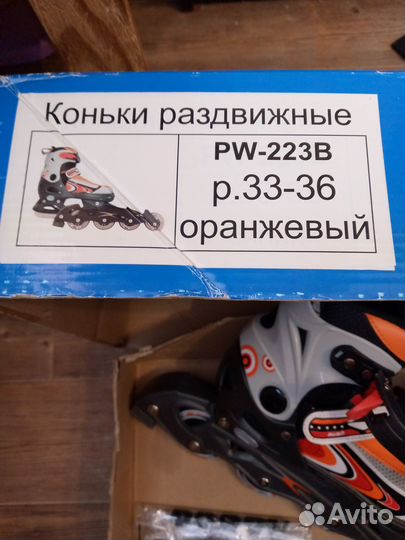 Коньки раздвижные
PW-223B
р.33-36
оранжевый
Avito